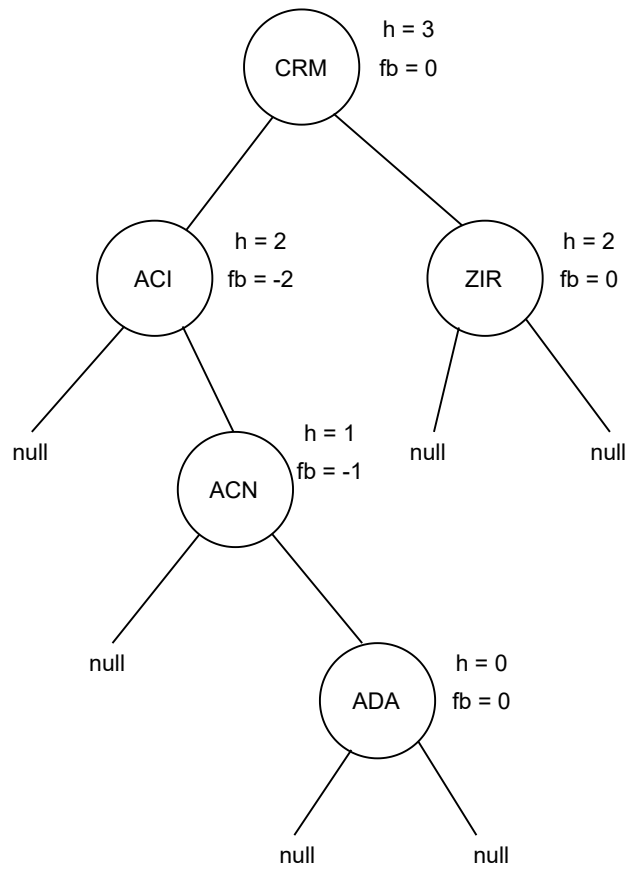 h = 3
CRM
fb = 0
h = 2
ACI
fb = -2
h = 2
ZIR
fb = 0
null
h = 1
ACN
fb = -1
null
null
null
h = 0
ADA
fb = 0
null
null